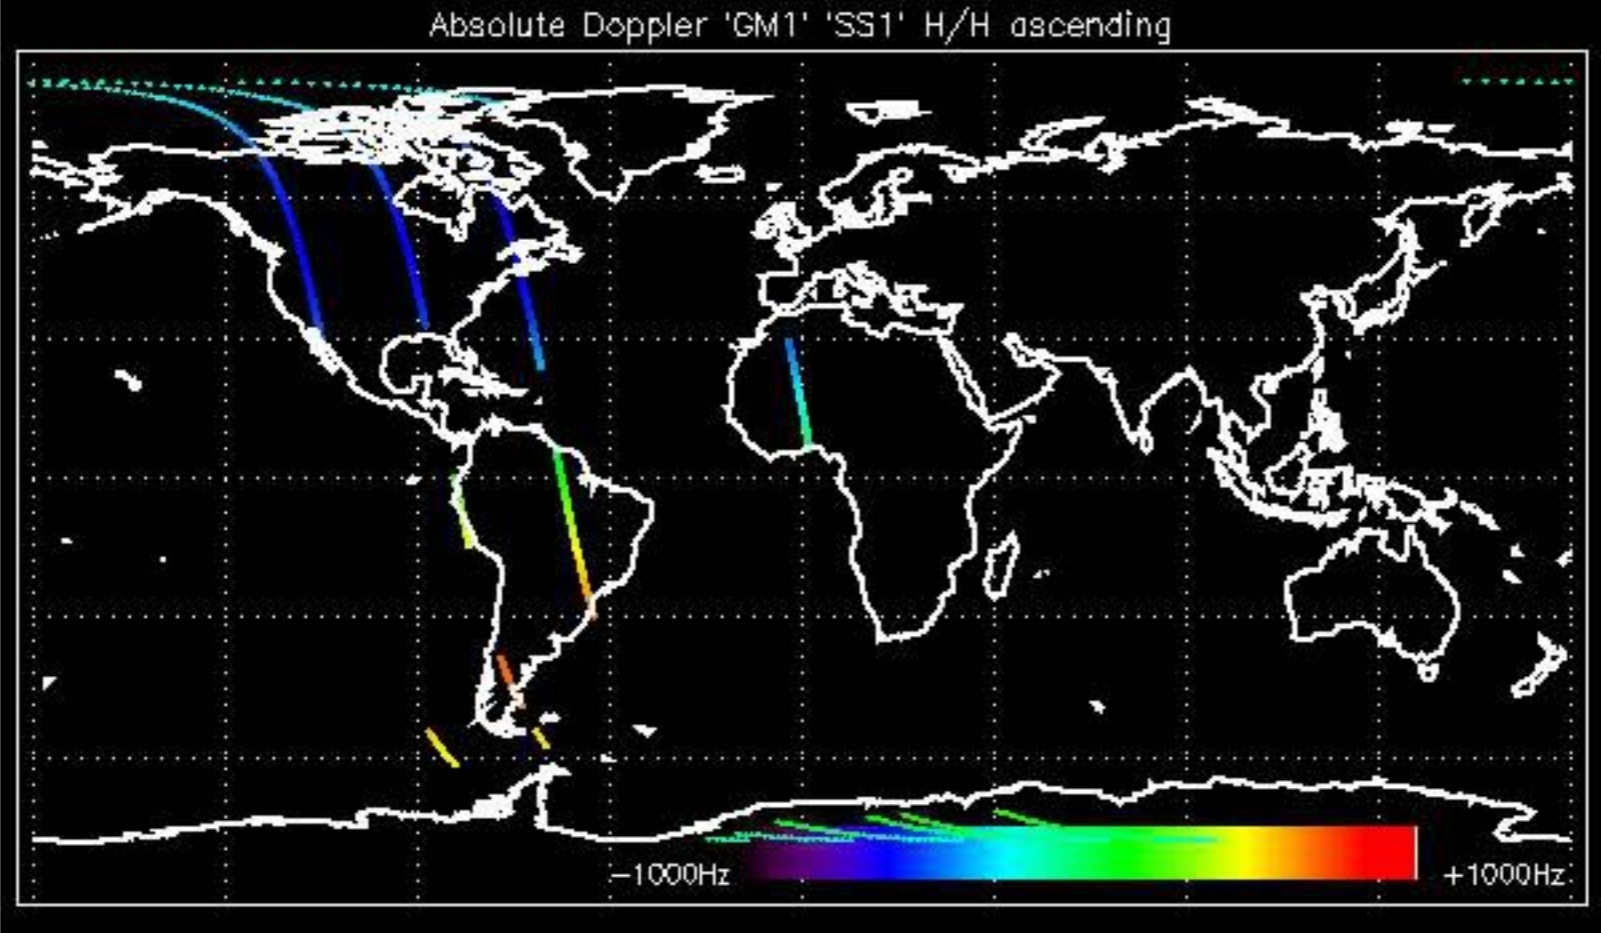 Absolute Doppler 'GM1' 'SS1' H/H ascending
−1000Hz +1000Hz